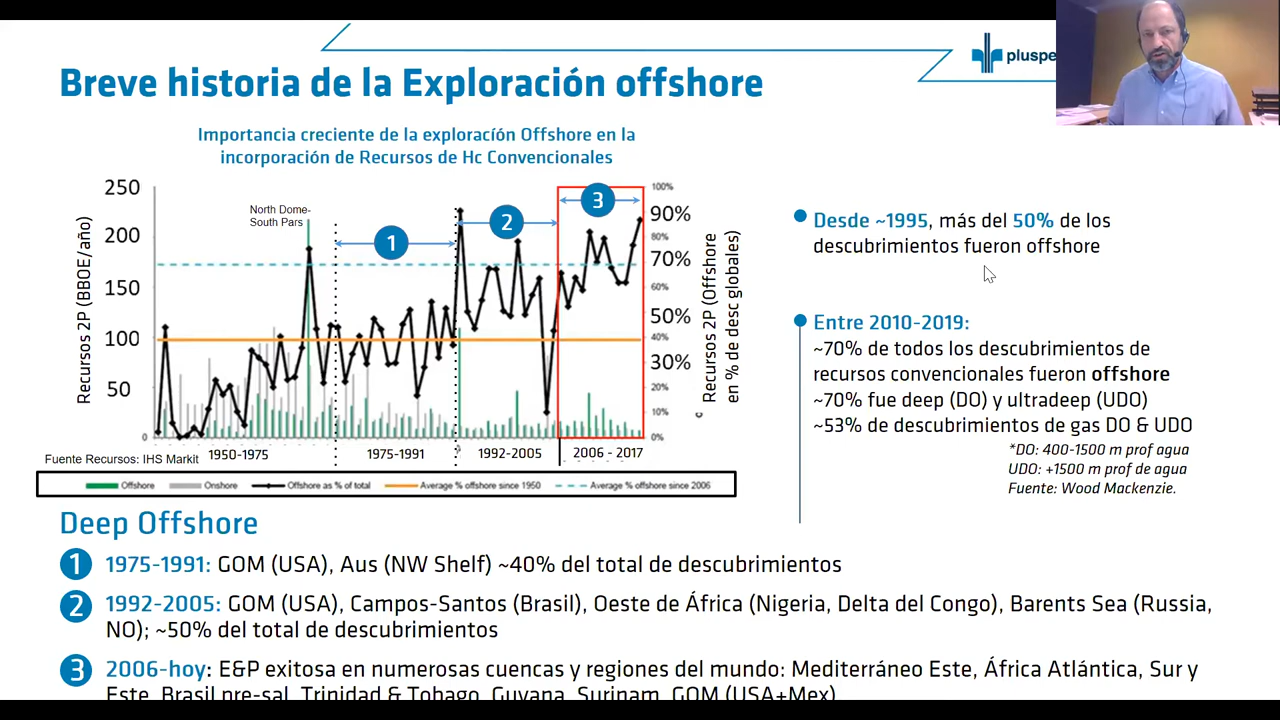 pluspe
Breve historia de la Exploración offshore
Importancia creciente de la exploración Offshore en la
incorporación de Recursos de Hc Convencionales
Recursos 2P (BBOE/año)
250
200
150
100
50
0
North Dome-
South Pars
1
2
3
100%
90%
80%
70%
60%
50%
40%
30%
20%
10%
0%
Recursos 2P (Offshore
en % de desc globales)
Fuente Recursos: IHS Markit
1950-1975
1975-1991
1992-2005
2006 - 2017
Offshore
Onshore
Offshore as % of total
Average % offshore since 1950
Average % offshore since 2006
Desde ~1995, más del 50% de los
descubrimientos fueron offshore
Entre 2010-2019:
~70% de todos los descubrimientos de
recursos convencionales fueron offshore
~70% fue deep (DO) y ultradeep (UDO)
~53% de descubrimientos de gas DO & UDO
*DO: 400-1500 m prof agua
UDO: +1500 m prof de agua
Fuente: Wood Mackenzie.
Deep Offshore
1 1975-1991: GOM (USA), Aus (NW Shelf) ~40% del total de descubrimientos
2 1992-2005: GOM (USA), Campos-Santos (Brasil), Oeste de África (Nigeria, Delta del Congo), Barents Sea (Russia,
NO); ~50% del total de descubrimientos
3 2006-hoy: E&P exitosa en numerosas cuencas y regiones del mundo: Mediterráneo Este, África Atlántica, Sur y
Este, Brasil pre-sal, Trinidad & Tobago, Guyana, Surinam, GOM (USA+Mex)